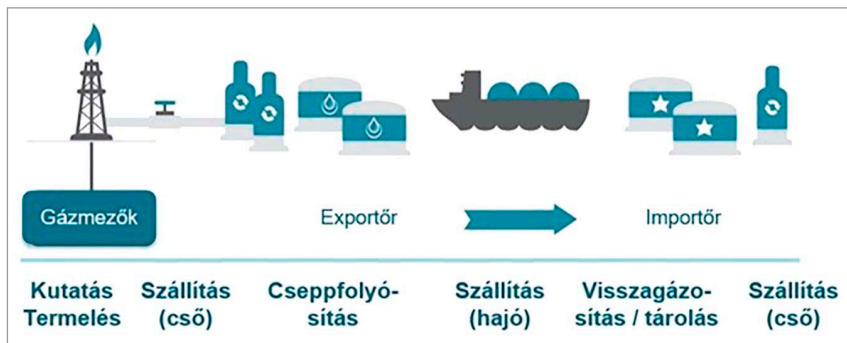 Gázmezők
Exportőr
Importőr
Kutatás
Termelés
Szállítás
(cső)
Cseppfolyó-
sítás
Szállítás
(hajó)
Visszagázo-
sítás / tárolás
Szállítás
(cső)